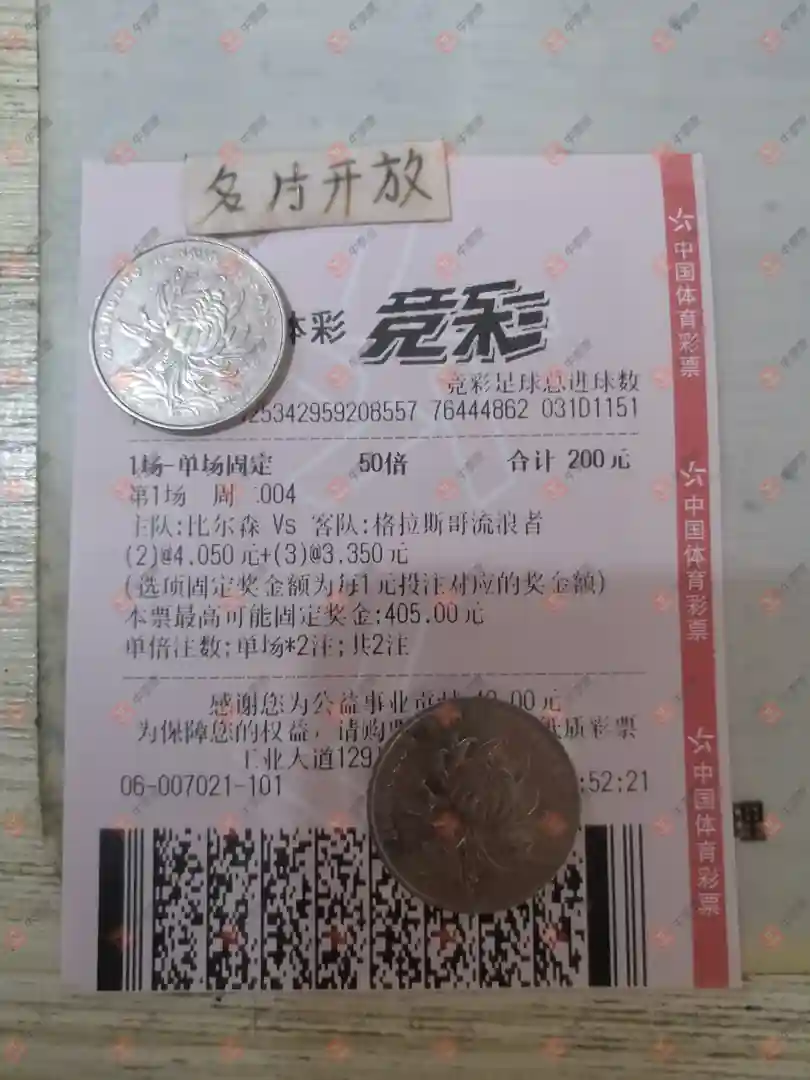 名片开放
体彩 竞彩
竞彩足球总进球数
25342959208557 76444862 031D1151
1场-单场固定 50倍 合计 200元
第1场 周 004
主队:比尔森 Vs 客队:格拉斯哥流浪者
(2)@4.050元+(3)@3.350元
(选项固定奖金额为每1元投注对应的奖金额)
本票最高可能固定奖金:405.00元
单倍注数:单场*2注;共2注
感谢您为公益事业贡献 .00元
为保障您的权益，请购 纸质彩票
工业大道129
06-007021-101 :52:21
中国体育彩票
中国体育彩票
中国体育彩票